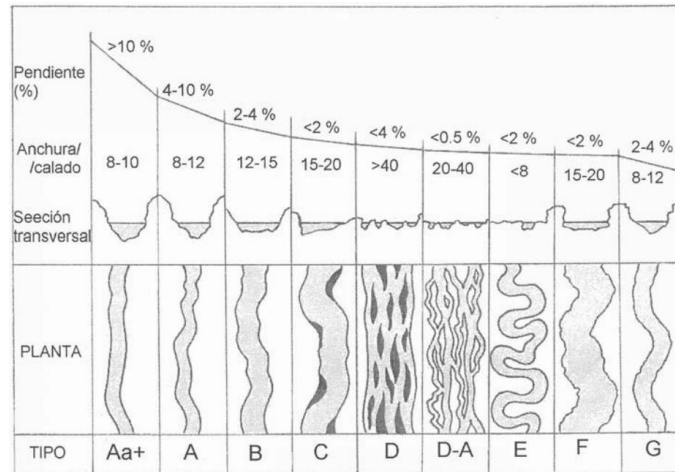 Pendiente (%) >10 % 4-10 % 2-4 % <2 % <4 % <0.5 % <2 % <2 % 2-4 %
Anchura/ /calado 8-10 8-12 12-15 15-20 >40 20-40 <8 15-20 8-12
Seeción transversal
PLANTA
TIPO Aa+ A B C D D-A E F G